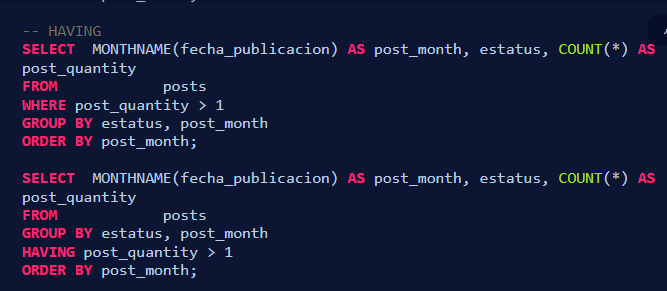 -- HAVING
SELECT  MONTHNAME(fecha_publicacion) AS post_month, estatus, COUNT(*) AS
post_quantity
FROM            posts
WHERE post_quantity > 1
GROUP BY estatus, post_month
ORDER BY post_month;

SELECT  MONTHNAME(fecha_publicacion) AS post_month, estatus, COUNT(*) AS
post_quantity
FROM            posts
GROUP BY estatus, post_month
HAVING post_quantity > 1
ORDER BY post_month;